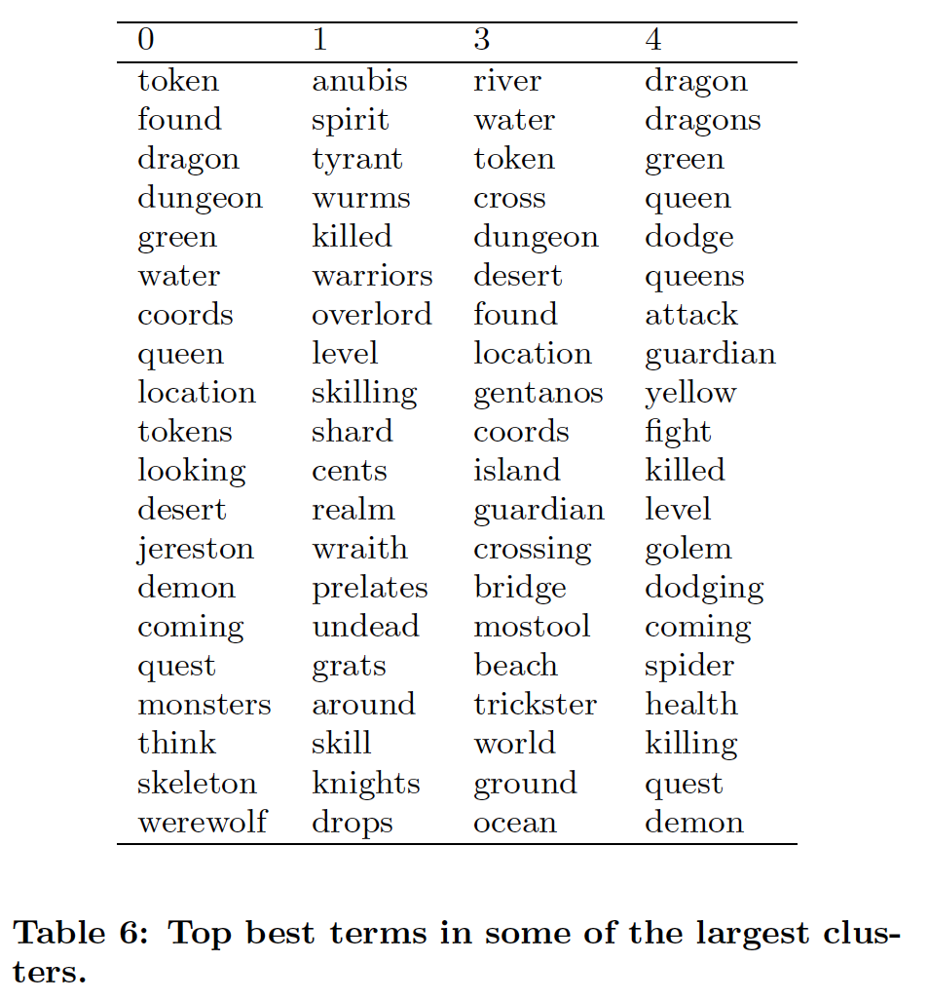 0 1 3 4
token anubis river dragon
found spirit water dragons
dragon tyrant token green
dungeon wurms cross queen
green killed dungeon dodge
water warriors desert queens
coords overlord found attack
queen level location guardian
location skilling gentanos yellow
tokens shard coords fight
looking cents island killed
desert realm guardian level
jereston wraith crossing golem
demon prelates bridge dodging
coming undead mostool coming
quest grats beach spider
monsters around trickster health
think skill world killing
skeleton knights ground quest
werewolf drops ocean demon
Table 6: Top best terms in some of the largest clus-
ters.